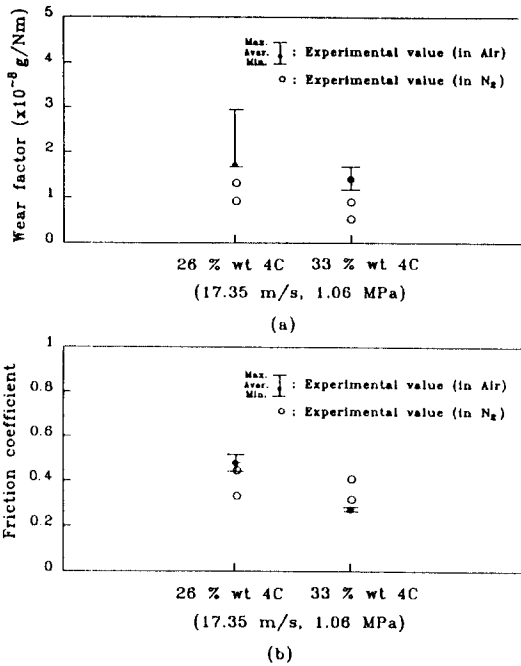 5
4
3
2
1
0
Wear factor (x10⁻⁸ g/Nm)
Max.
Avar.
Min.
: Experimental value (in Air)
: Experimental value (in N₂)
26 % wt 4C 33 % wt 4C
(17.35 m/s, 1.06 MPa)
(a)
1
0.8
0.6
0.4
0.2
0
Friction coefficient
Max.
Avar.
Min.
: Experimental value (in Air)
: Experimental value (in N₂)
26 % wt 4C 33 % wt 4C
(17.35 m/s, 1.06 MPa)
(b)